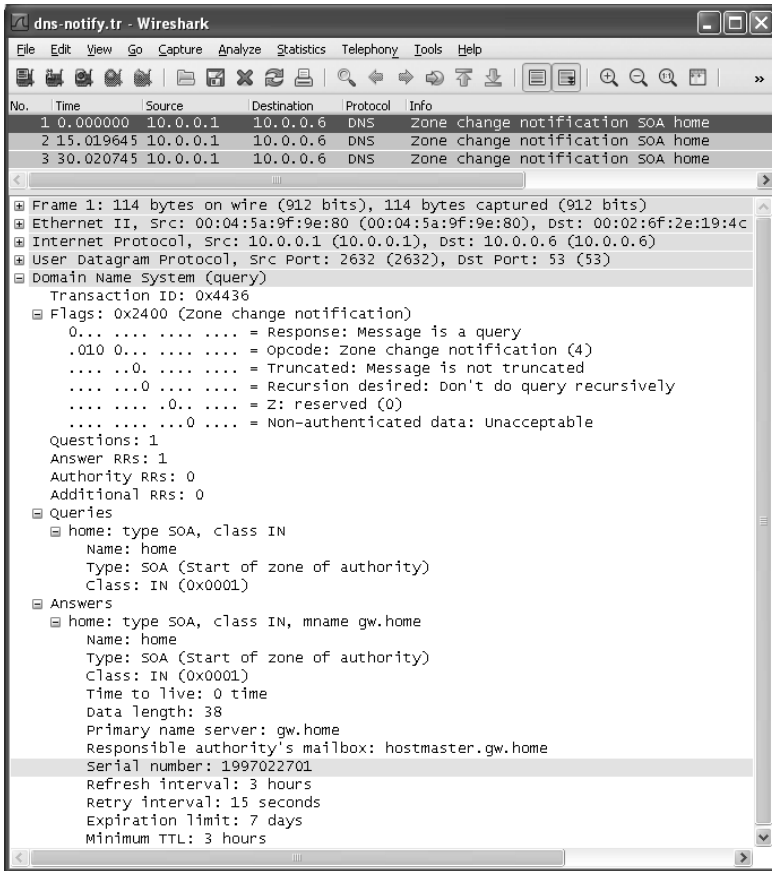 dns-notify.tr - Wireshark
File Edit View Go Capture Analyze Statistics Telephony Tools Help
No. Time Source Destination Protocol Info
1 0.000000 10.0.0.1 10.0.0.6 DNS Zone change notification SOA home
2 15.019645 10.0.0.1 10.0.0.6 DNS Zone change notification SOA home
3 30.020745 10.0.0.1 10.0.0.6 DNS Zone change notification SOA home
Frame 1: 114 bytes on wire (912 bits), 114 bytes captured (912 bits)
Ethernet II, Src: 00:04:5a:9f:9e:80 (00:04:5a:9f:9e:80), Dst: 00:02:6f:2e:19:4c
Internet Protocol, Src: 10.0.0.1 (10.0.0.1), Dst: 10.0.0.6 (10.0.0.6)
User Datagram Protocol, Src Port: 2632 (2632), Dst Port: 53 (53)
Domain Name System (query)
Transaction ID: 0x4436
Flags: 0x2400 (Zone change notification)
0... .... .... .... = Response: Message is a query
.010 0... .... .... = Opcode: Zone change notification (4)
.... ..0. .... .... = Truncated: Message is not truncated
.... ...0 .... .... = Recursion desired: Don't do query recursively
.... .... .0.. .... = Z: reserved (0)
.... .... ...0 .... = Non-authenticated data: Unacceptable
Questions: 1
Answer RRs: 1
Authority RRs: 0
Additional RRs: 0
Queries
home: type SOA, class IN
Name: home
Type: SOA (Start of zone of authority)
Class: IN (0x0001)
Answers
home: type SOA, class IN, mname gw.home
Name: home
Type: SOA (Start of zone of authority)
Class: IN (0x0001)
Time to live: 0 time
Data length: 38
Primary name server: gw.home
Responsible authority's mailbox: hostmaster.gw.home
Serial number: 1997022701
Refresh interval: 3 hours
Retry interval: 15 seconds
Expiration limit: 7 days
Minimum TTL: 3 hours